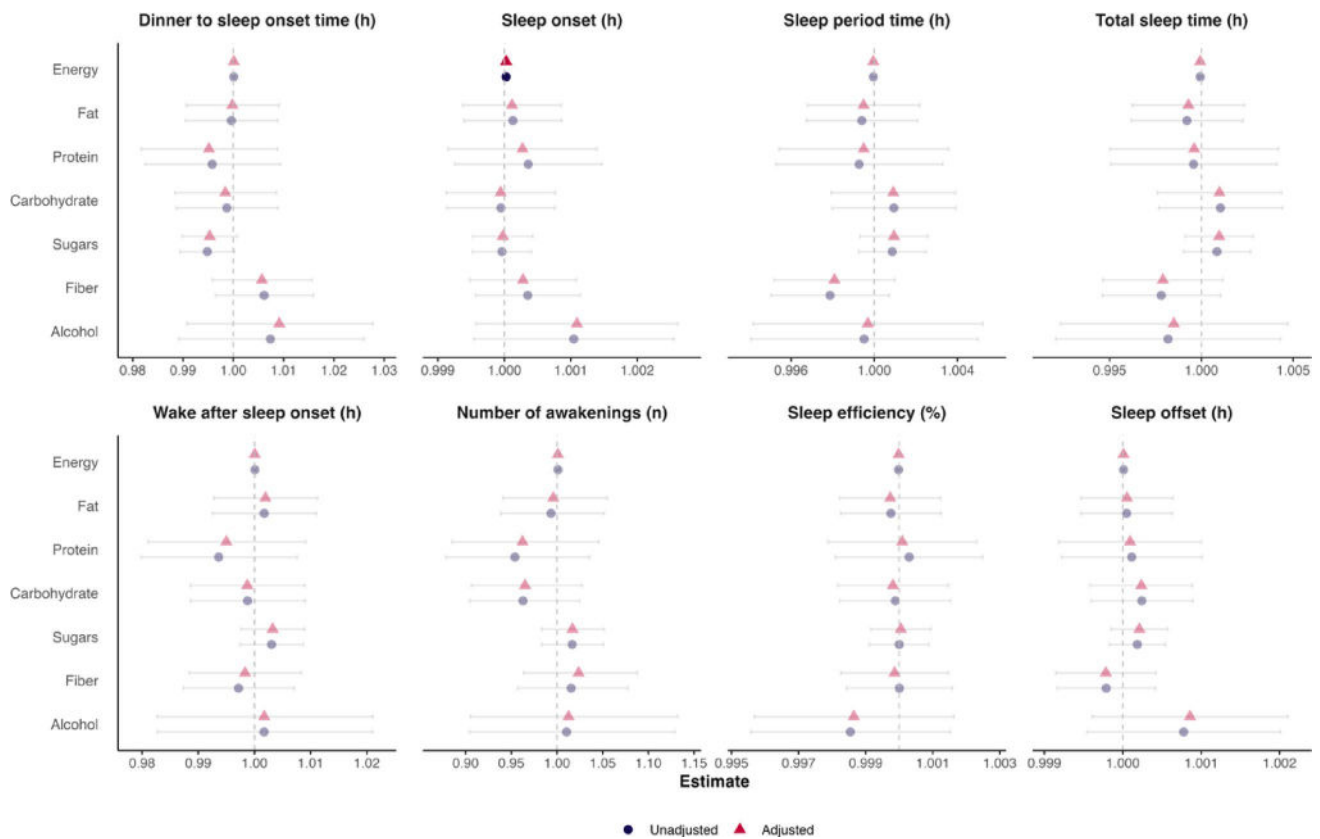 Dinner to sleep onset time (h) Sleep onset (h) Sleep period time (h) Total sleep time (h)
Energy
Fat
Protein
Carbohydrate
Sugars
Fiber
Alcohol
0.98 0.99 1.00 1.01 1.02 1.03 0.999 1.000 1.001 1.002 0.996 1.000 1.004 0.995 1.000 1.005
Wake after sleep onset (h) Number of awakenings (n) Sleep efficiency (%) Sleep offset (h)
Energy
Fat
Protein
Carbohydrate
Sugars
Fiber
Alcohol
0.98 0.99 1.00 1.01 1.02 0.90 0.95 1.00 1.05 1.10 1.15 0.995 0.997 0.999 1.001 1.003 0.999 1.000 1.001 1.002
Estimate
Unadjusted Adjusted